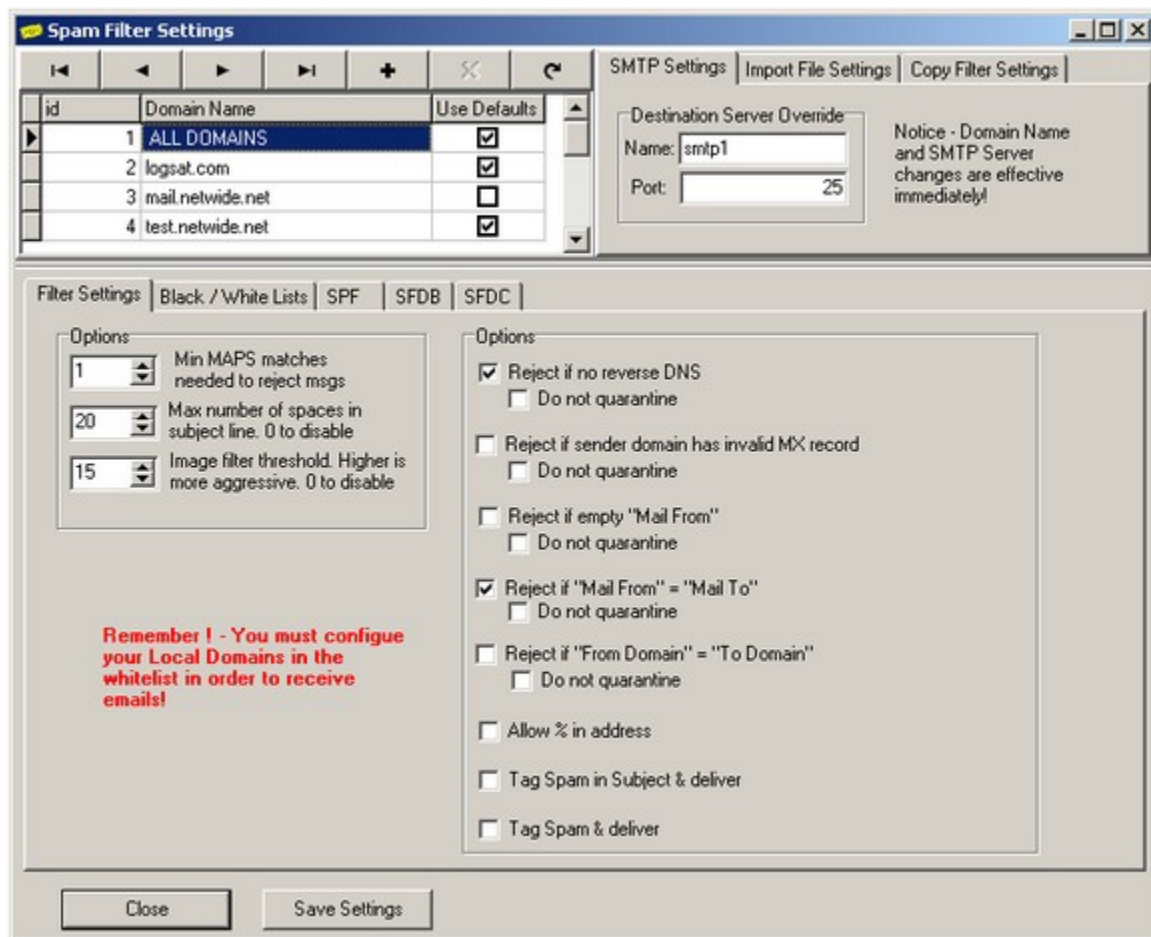 Spam Filter Settings
id Domain Name Use Defaults
1 ALL DOMAINS
2 logsat.com
3 mail.netwide.net
4 test.netwide.net
SMTP Settings Import File Settings Copy Filter Settings
Destination Server Override
Name: smtp1
Port: 25
Notice - Domain Name
and SMTP Server
changes are effective
immediately!
Filter Settings Black / White Lists SPF SFDB SFDC
Options
1 Min MAPS matches
needed to reject msgs
20 Max number of spaces in
subject line. 0 to disable
15 Image filter threshold. Higher is
more aggressive. 0 to disable
Remember ! - You must configue
your Local Domains in the
whitelist in order to receive
emails!
Options
Reject if no reverse DNS
Do not quarantine
Reject if sender domain has invalid MX record
Do not quarantine
Reject if empty "Mail From"
Do not quarantine
Reject if "Mail From" = "Mail To"
Do not quarantine
Reject if "From Domain" = "To Domain"
Do not quarantine
Allow % in address
Tag Spam in Subject & deliver
Tag Spam & deliver
Close Save Settings